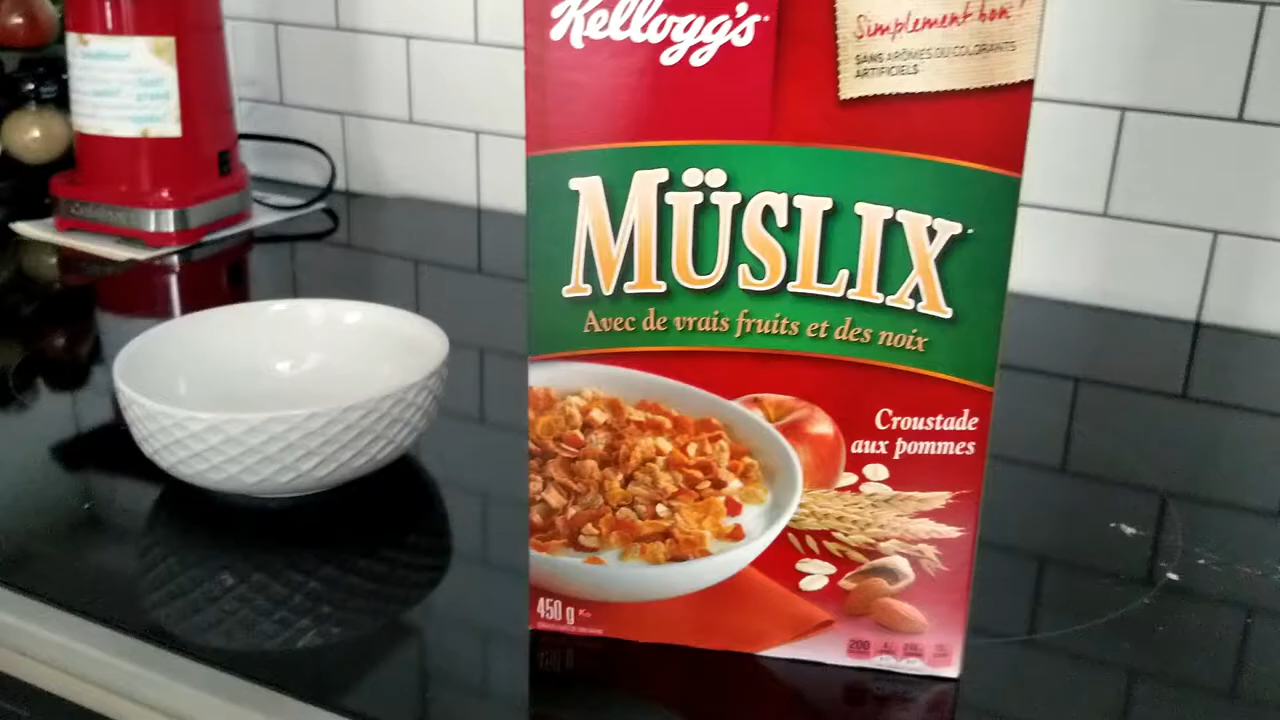 Kellogg's
Simplement bon
SANS ARÔMES OU COLORANTS
ARTIFICIELS
MÜSLIX
Avec de vrais fruits et des noix
Croustade
aux pommes
450 g
200